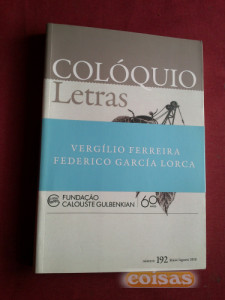 COLÓQUIO
Letras
VERGÍLIO FERREIRA
FEDERICO GARCÍA LORCA
FUNDAÇÃO
CALOUSTE GULBENKIAN
60
192
coisas